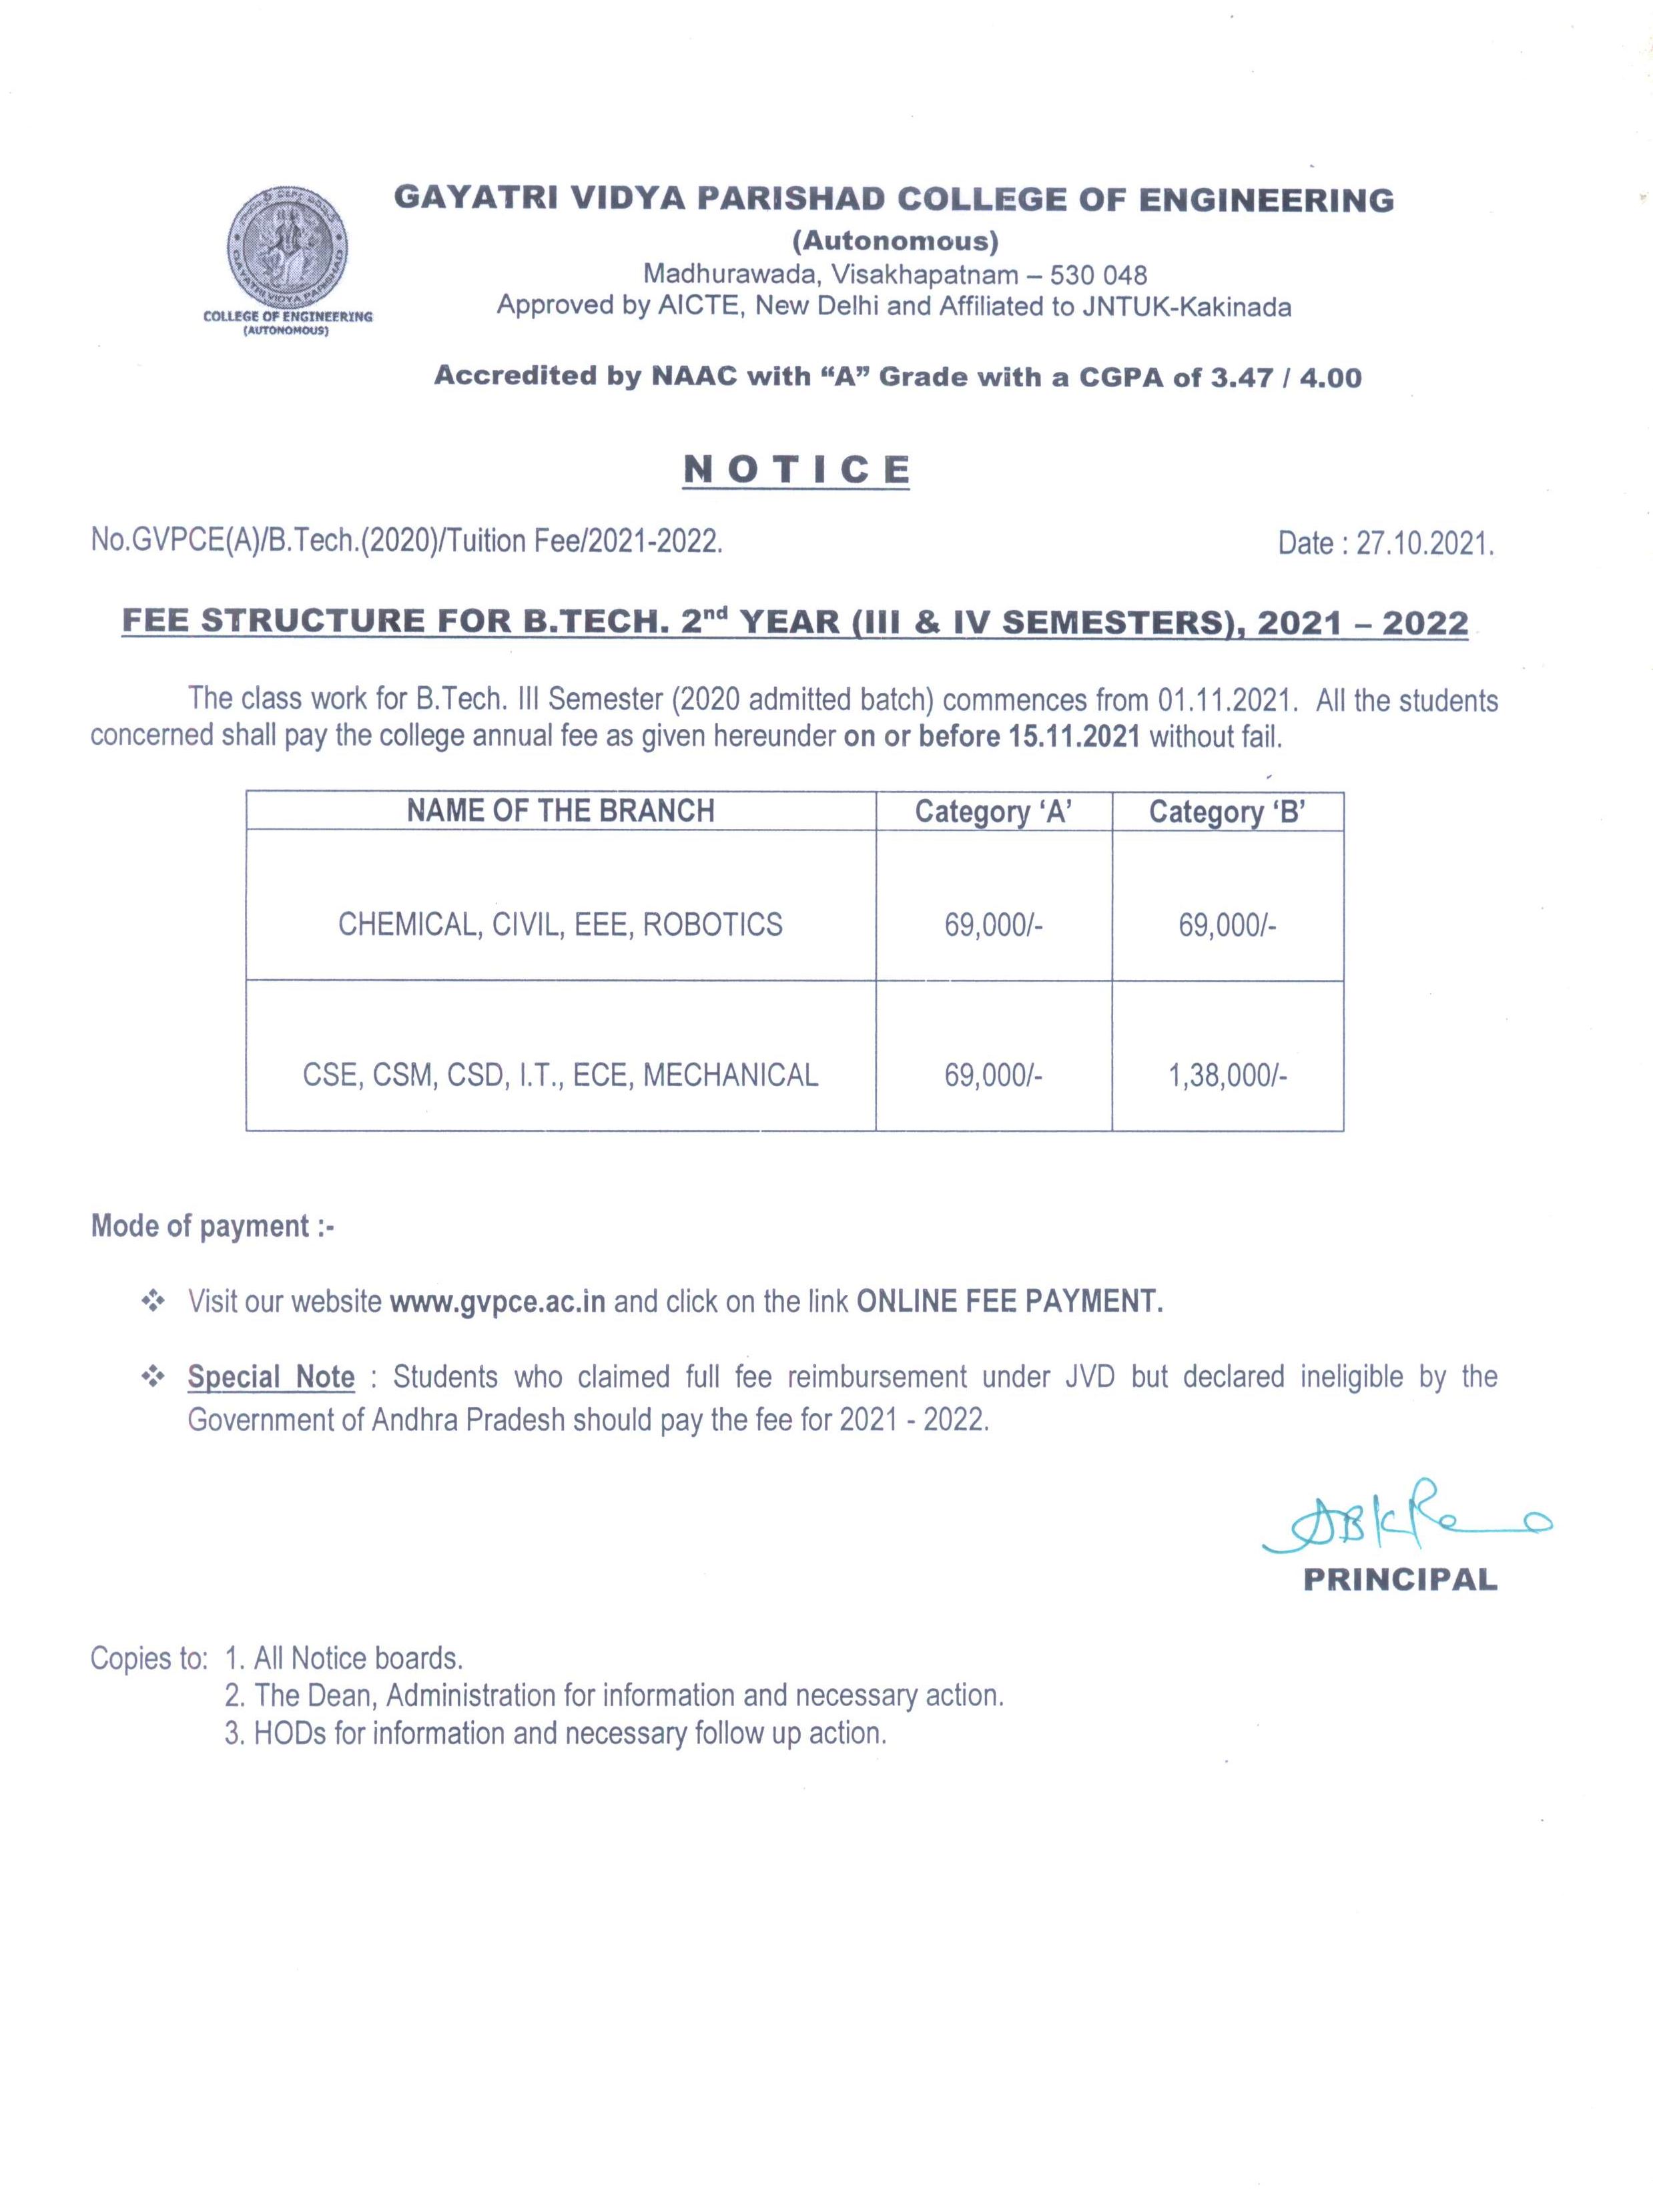 GAYATRI VIDYA PARISHAD COLLEGE OF ENGINEERING
(Autonomous)
Madhurawada, Visakhapatnam – 530 048
Approved by AICTE, New Delhi and Affiliated to JNTUK-Kakinada
GAYATRI VIDYA PARISHAD
COLLEGE OF ENGINEERING
(AUTONOMOUS)
Accredited by NAAC with “A” Grade with a CGPA of 3.47 / 4.00
N O T I C E
No.GVPCE(A)/B.Tech.(2020)/Tuition Fee/2021-2022. Date : 27.10.2021.
FEE STRUCTURE FOR B.TECH. 2nd YEAR (III & IV SEMESTERS), 2021 – 2022
The class work for B.Tech. III Semester (2020 admitted batch) commences from 01.11.2021. All the students
concerned shall pay the college annual fee as given hereunder on or before 15.11.2021 without fail.
NAME OF THE BRANCH Category ‘A’ Category ‘B’
CHEMICAL, CIVIL, EEE, ROBOTICS 69,000/- 69,000/-
CSE, CSM, CSD, I.T., ECE, MECHANICAL 69,000/- 1,38,000/-
Mode of payment :-
❖ Visit our website www.gvpce.ac.in and click on the link ONLINE FEE PAYMENT.
❖ Special Note : Students who claimed full fee reimbursement under JVD but declared ineligible by the
Government of Andhra Pradesh should pay the fee for 2021 - 2022.
PRINCIPAL
Copies to: 1. All Notice boards.
2. The Dean, Administration for information and necessary action.
3. HODs for information and necessary follow up action.